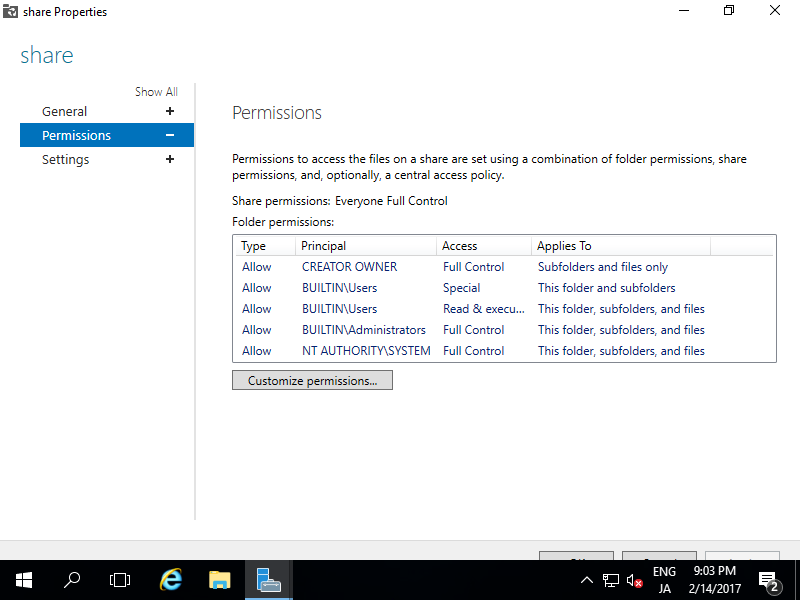 share Properties
share
Show All
General +
Permissions −
Settings +
Permissions
Permissions to access the files on a share are set using a combination of folder permissions, share
permissions, and, optionally, a central access policy.
Share permissions: Everyone Full Control
Folder permissions:
Type Principal Access Applies To
Allow CREATOR OWNER Full Control Subfolders and files only
Allow BUILTIN\Users Special This folder and subfolders
Allow BUILTIN\Users Read & execu... This folder, subfolders, and files
Allow BUILTIN\Administrators Full Control This folder, subfolders, and files
Allow NT AUTHORITY\SYSTEM Full Control This folder, subfolders, and files
Customize permissions...
ENG
JA
9:03 PM
2/14/2017
2